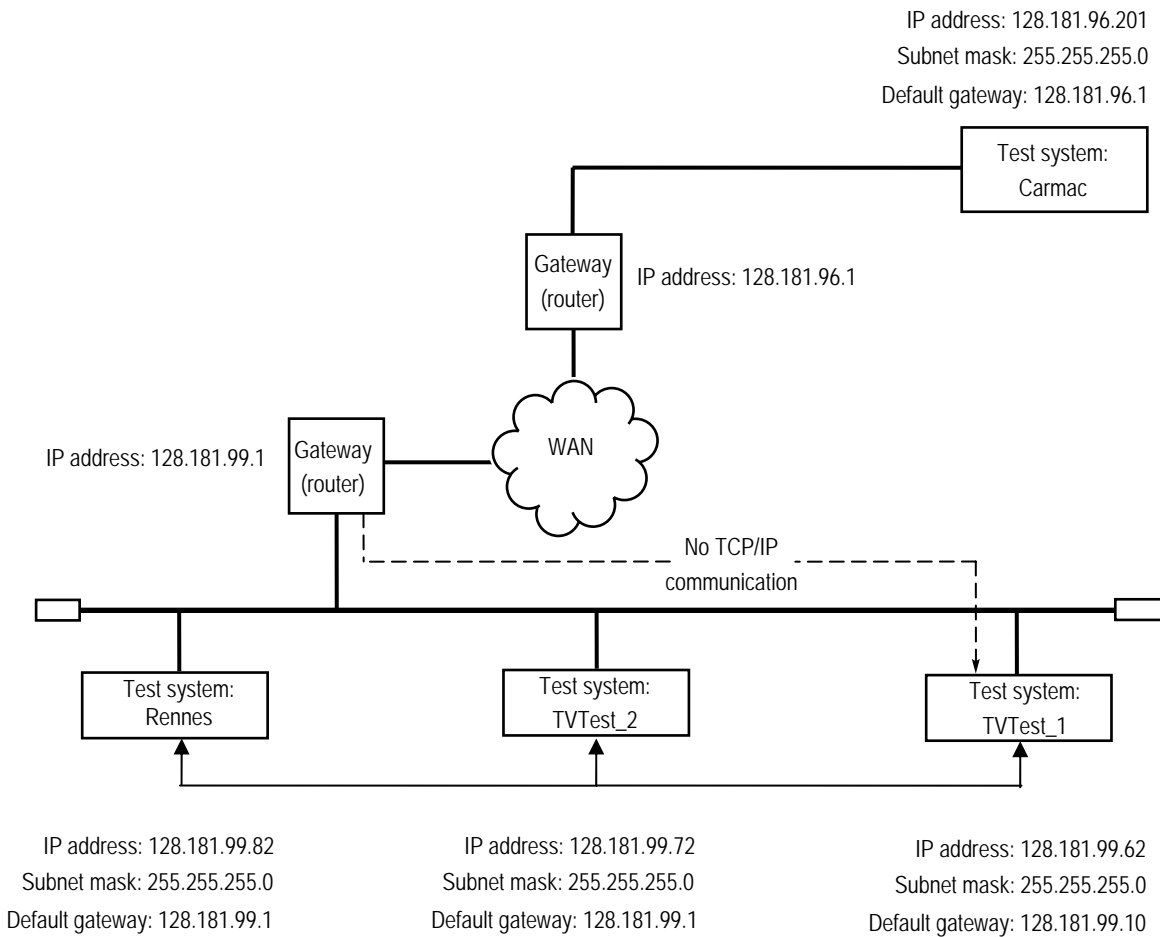 IP address: 128.181.96.201
Subnet mask: 255.255.255.0
Default gateway: 128.181.96.1
Test system:
Carmac
Gateway
(router)
IP address: 128.181.96.1
WAN
IP address: 128.181.99.1
Gateway
(router)
No TCP/IP
communication
Test system:
Rennes
Test system:
TVTest_2
Test system:
TVTest_1
IP address: 128.181.99.82
Subnet mask: 255.255.255.0
Default gateway: 128.181.99.1
IP address: 128.181.99.72
Subnet mask: 255.255.255.0
Default gateway: 128.181.99.1
IP address: 128.181.99.62
Subnet mask: 255.255.255.0
Default gateway: 128.181.99.10